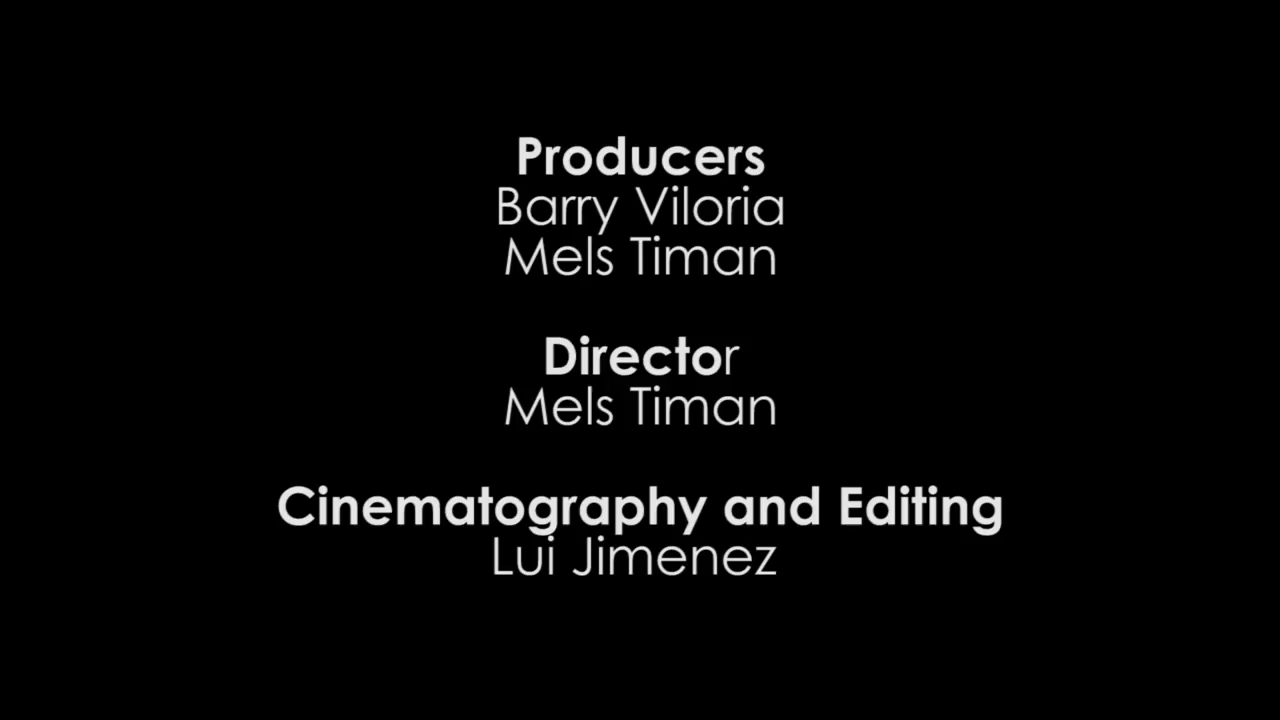 Producers
Barry Viloria
Mels Timan
Director
Mels Timan
Cinematography and Editing
Lui Jimenez